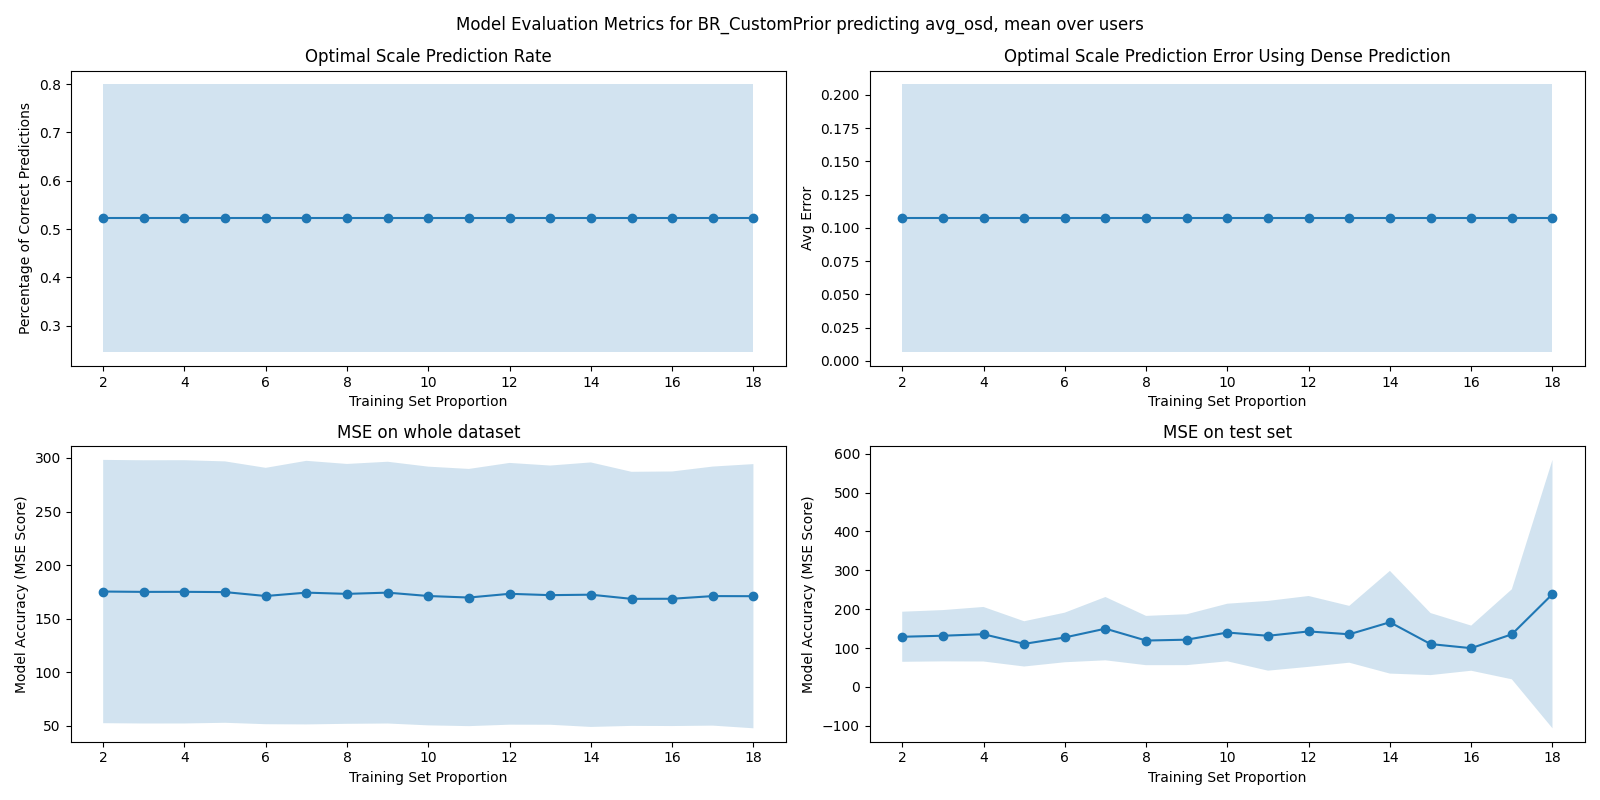 Model Evaluation Metrics for BR_CustomPrior predicting avg_osd, mean over users
Optimal Scale Prediction Rate
Percentage of Correct Predictions
0.8
0.7
0.6
0.5
0.4
0.3
2 4 6 8 10 12 14 16 18
Training Set Proportion
Optimal Scale Prediction Error Using Dense Prediction
Avg Error
0.200
0.175
0.150
0.125
0.100
0.075
0.050
0.025
0.000
2 4 6 8 10 12 14 16 18
Training Set Proportion
MSE on whole dataset
Model Accuracy (MSE Score)
300
250
200
150
100
50
2 4 6 8 10 12 14 16 18
Training Set Proportion
MSE on test set
Model Accuracy (MSE Score)
600
500
400
300
200
100
0
−100
2 4 6 8 10 12 14 16 18
Training Set Proportion